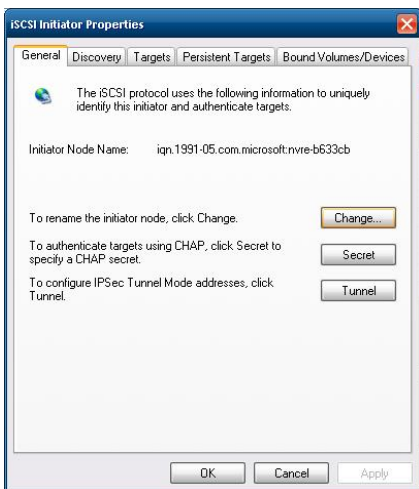 iSCSI Initiator Properties
General Discovery Targets Persistent Targets Bound Volumes/Devices
The iSCSI protocol uses the following information to uniquely
identify this initiator and authenticate targets.
Initiator Node Name: iqn.1991-05.com.microsoft:nvre-b633cb
To rename the initiator node, click Change. Change...
To authenticate targets using CHAP, click Secret to
specify a CHAP secret. Secret
To configure IPSec Tunnel Mode addresses, click
Tunnel. Tunnel
OK Cancel Apply